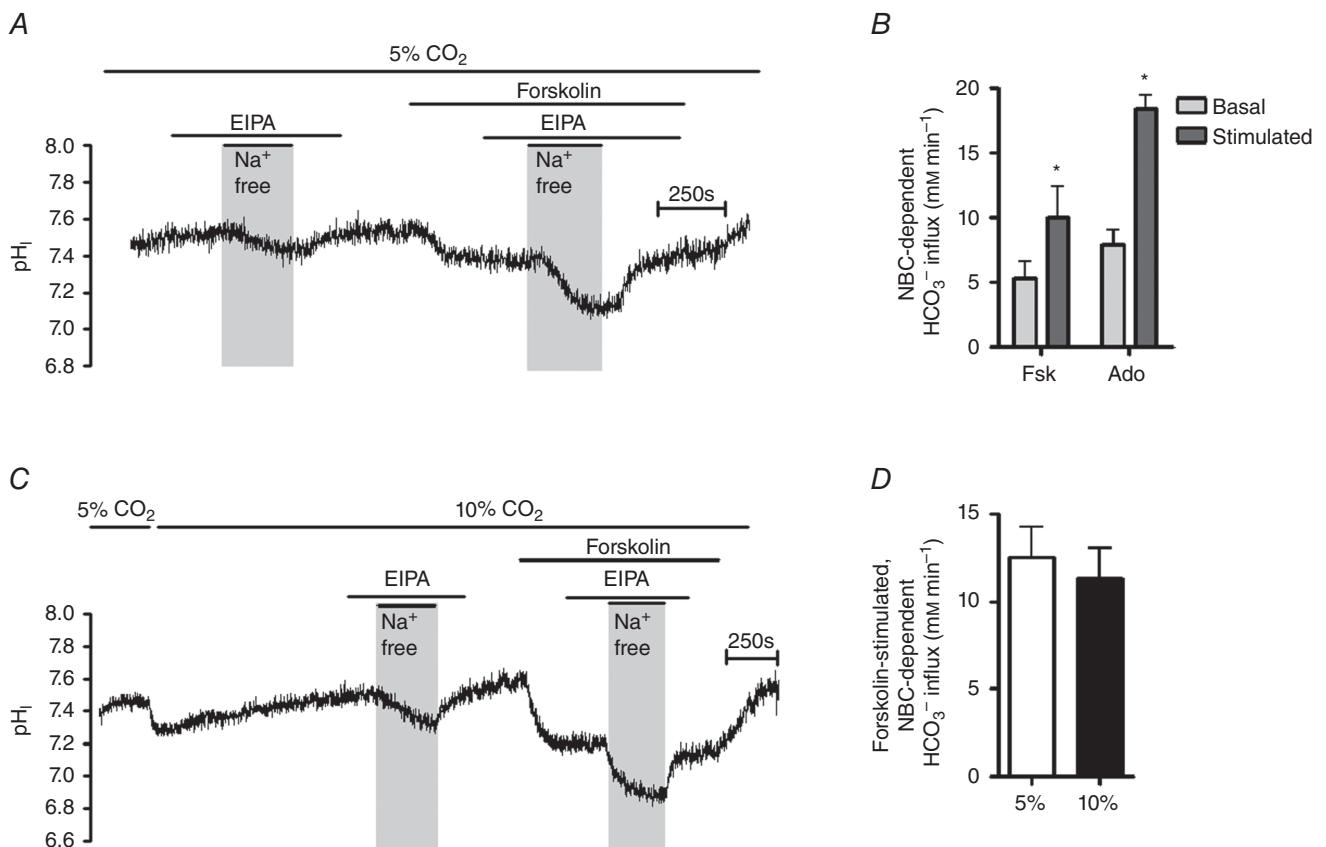 A
5% CO₂
Forskolin
EIPA
EIPA
Na⁺
free
Na⁺
free
250s
8.0
7.8
7.6
7.4
7.2
7.0
6.8
pHᵢ
B
NBC-dependent
HCO₃⁻ influx (mM min⁻¹)
20
15
10
5
0
*
*
Basal
Stimulated
Fsk
Ado
C
5% CO₂
10% CO₂
Forskolin
EIPA
EIPA
Na⁺
free
Na⁺
free
250s
8.0
7.8
7.6
7.4
7.2
7.0
6.8
6.6
pHᵢ
D
Forskolin-stimulated,
NBC-dependent
HCO₃⁻ influx (mM min⁻¹)
15
10
5
0
5%
10%